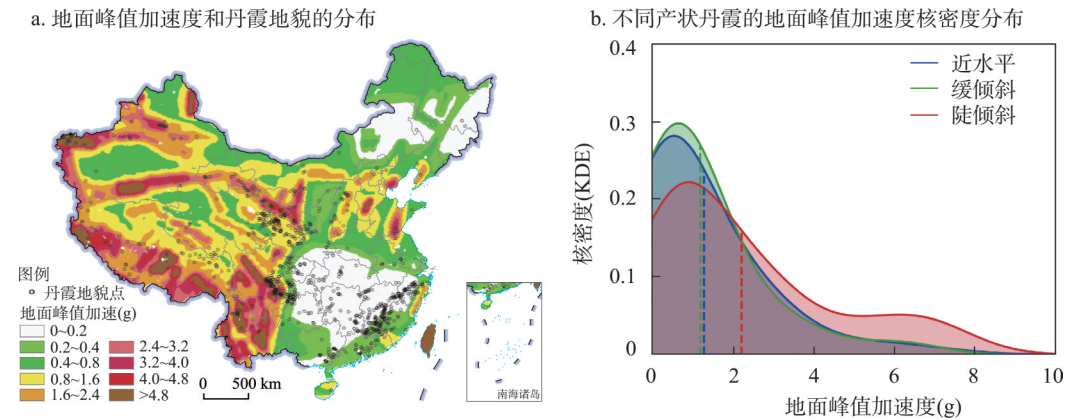 a. 地面峰值加速度和丹霞地貌的分布
图例
丹霞地貌点
地面峰值加速度(g)
0~0.2
0.2~0.4
0.4~0.8
0.8~1.6
1.6~2.4
2.4~3.2
3.2~4.0
4.0~4.8
>4.8
0 500 km
南海诸岛
b. 不同产状丹霞的地面峰值加速度核密度分布
近水平
缓倾斜
陡倾斜
核密度(KDE)
0.4
0.3
0.2
0.1
0
0 2 4 6 8 10
地面峰值加速度(g)